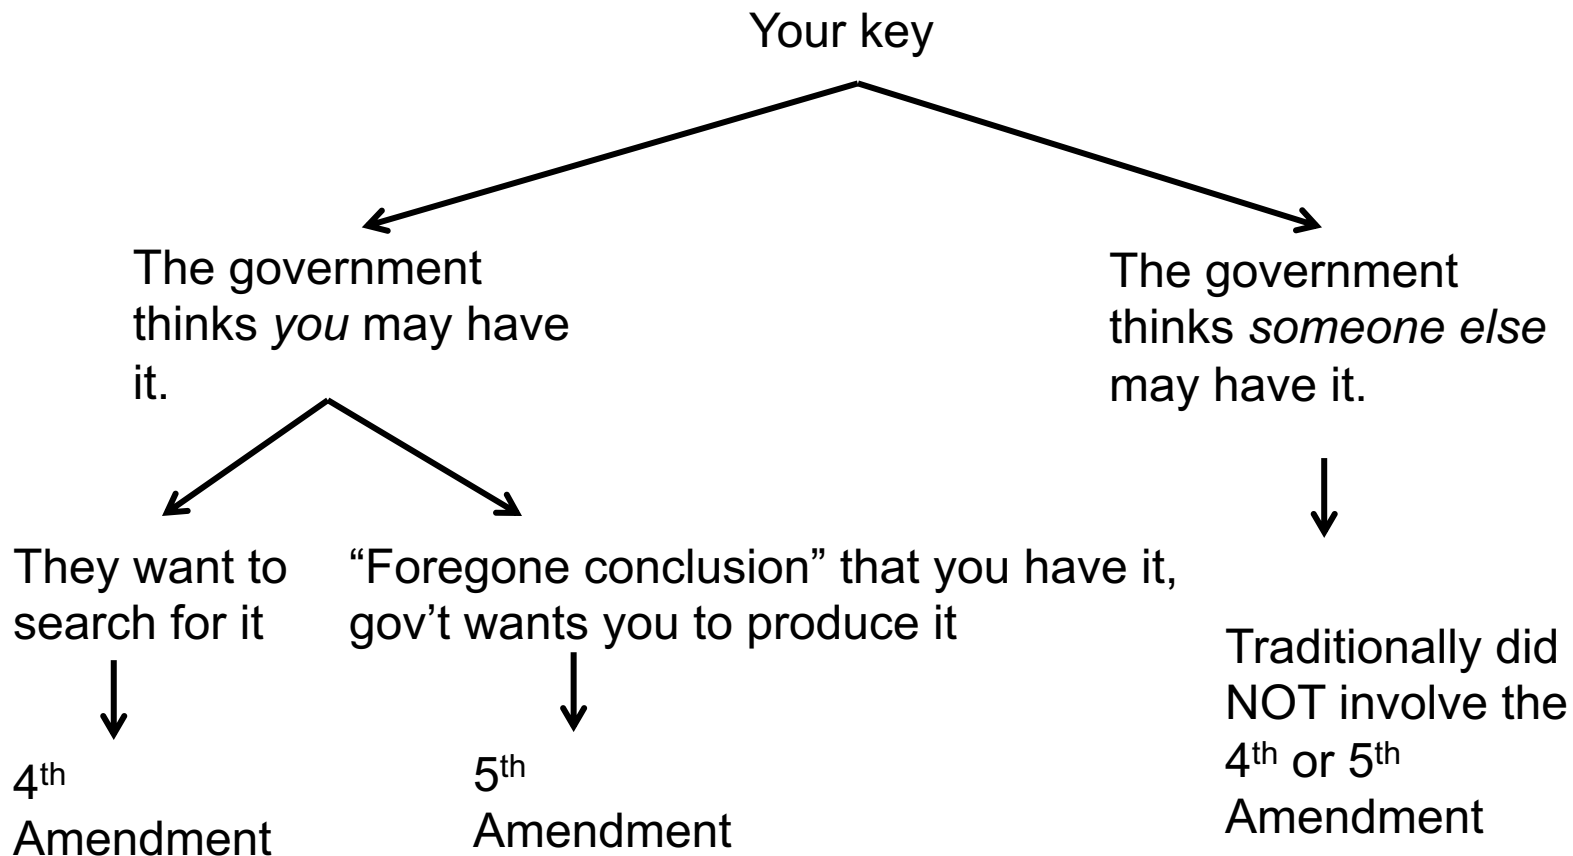 Your key
The government
thinks you may have
it.
The government
thinks someone else
may have it.
They want to
search for it
“Foregone conclusion” that you have it,
gov’t wants you to produce it
4th
Amendment
5th
Amendment
Traditionally did
NOT involve the
4th or 5th
Amendment